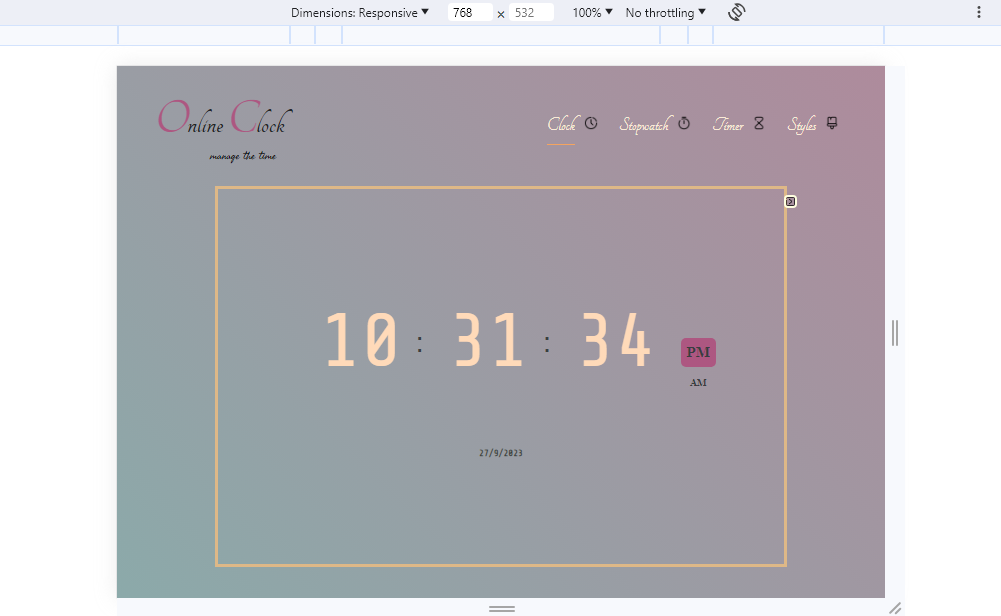 Dimensions: Responsive 768 × 532 100% No throttling
Online Clock
manage the time
Clock Stopwatch Timer Styles
10 : 31 : 34 PM
AM
27/9/2023